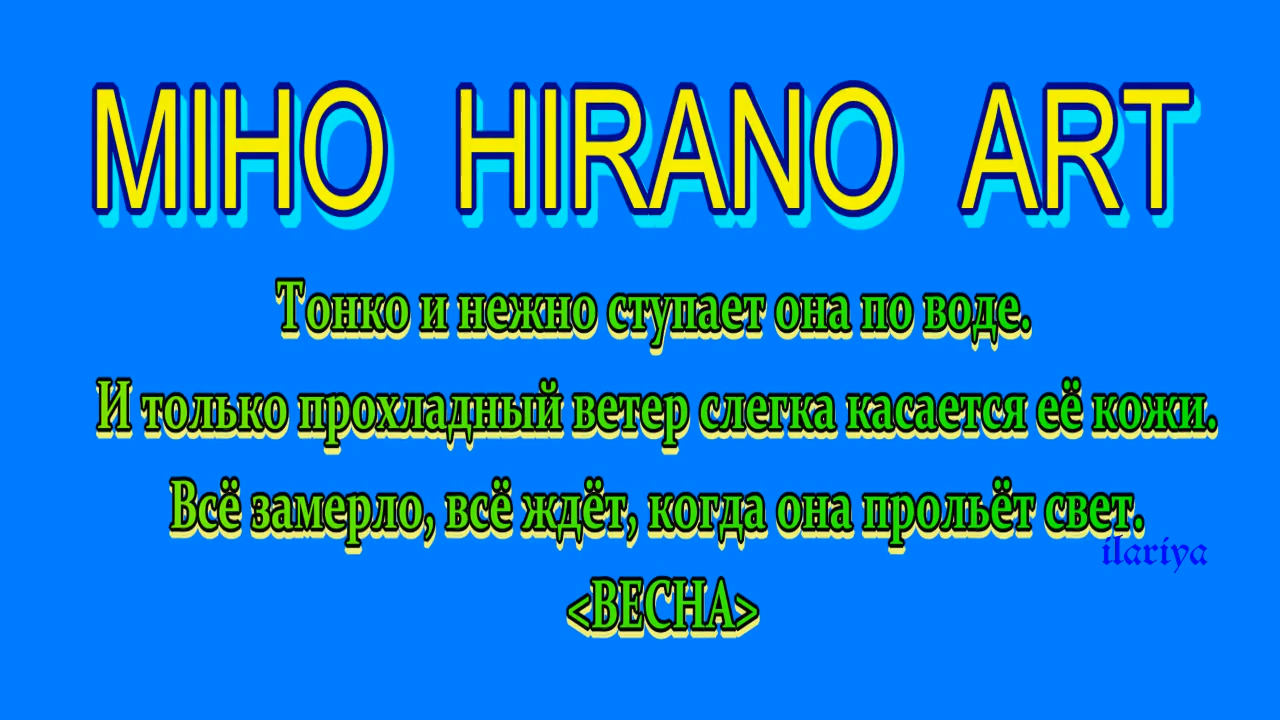 MIHO HIRANO ART
Тонко и нежно ступает она по воде.
И только прохладный ветер слегка касается её кожи.
Всё замерло, всё ждёт, когда она прольёт свет.
ilariya
<ВЕСНА>